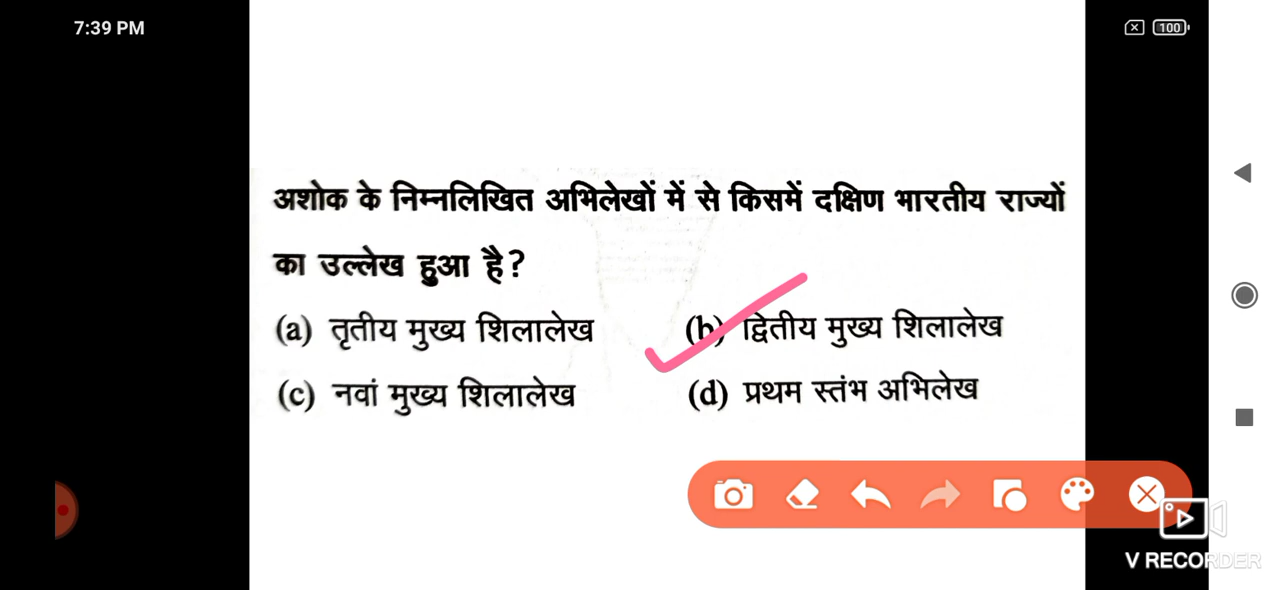 7:39 PM
100
अशोक के निम्नलिखित अभिलेखों में से किसमें दक्षिण भारतीय राज्यों
का उल्लेख हुआ है?
(a) तृतीय मुख्य शिलालेख
(b) द्वितीय मुख्य शिलालेख
(c) नवां मुख्य शिलालेख
(d) प्रथम स्तंभ अभिलेख
V RECORDER